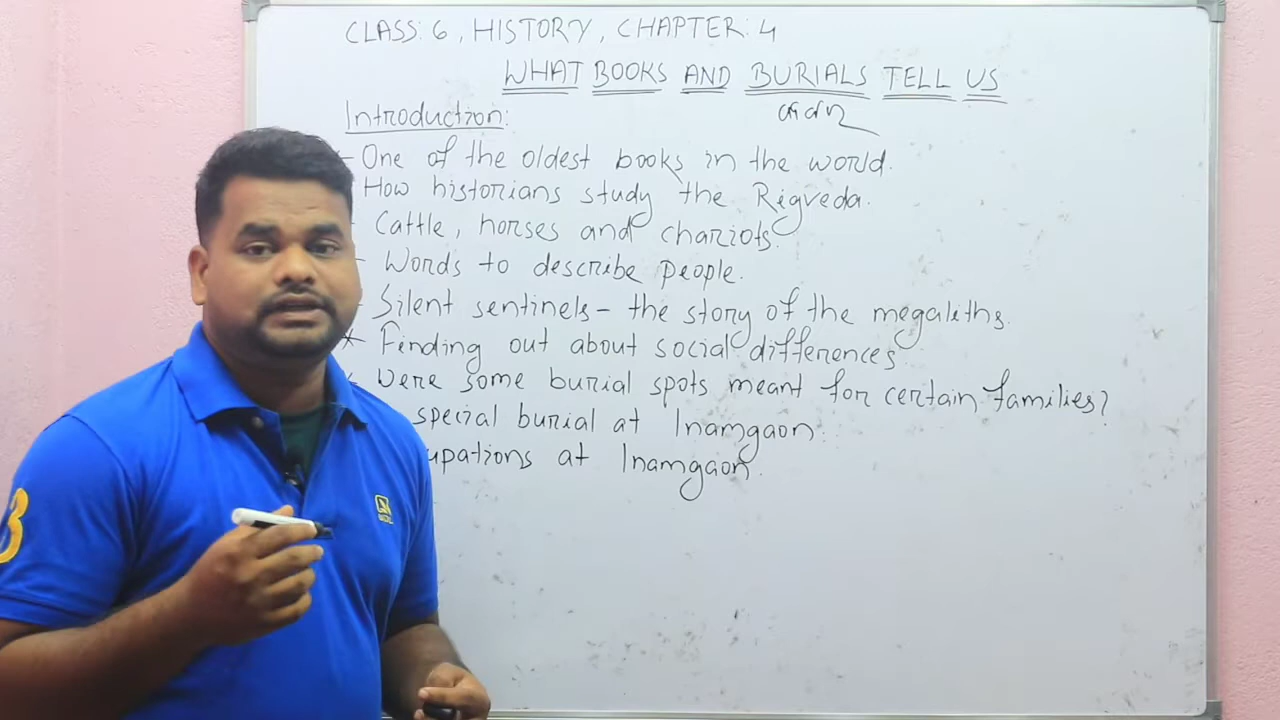 CLASS: 6, HISTORY, CHAPTER: 4
WHAT BOOKS AND BURIALS TELL US
कबर
Introduction:
- One of the oldest books in the world.
How historians study the Rigveda.
Cattle, horses and chariots.
- Words to describe people.
- Silent sentinels - the story of the megaliths.
* Finding out about social differences
Were some burial spots meant for certain families?
special burial at Inamgaon.
upations at Inamgaon.